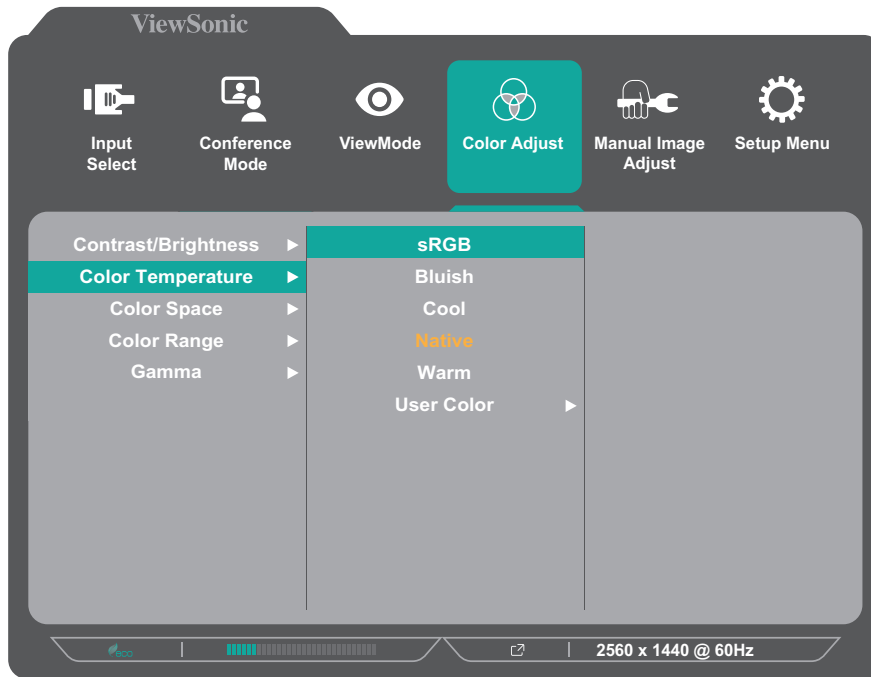 ViewSonic
Input
Select
Conference
Mode
ViewMode
Color Adjust
Manual Image
Adjust
Setup Menu
Contrast/Brightness
Color Temperature
Color Space
Color Range
Gamma
sRGB
Bluish
Cool
Native
Warm
User Color
eco
2560 x 1440 @ 60Hz